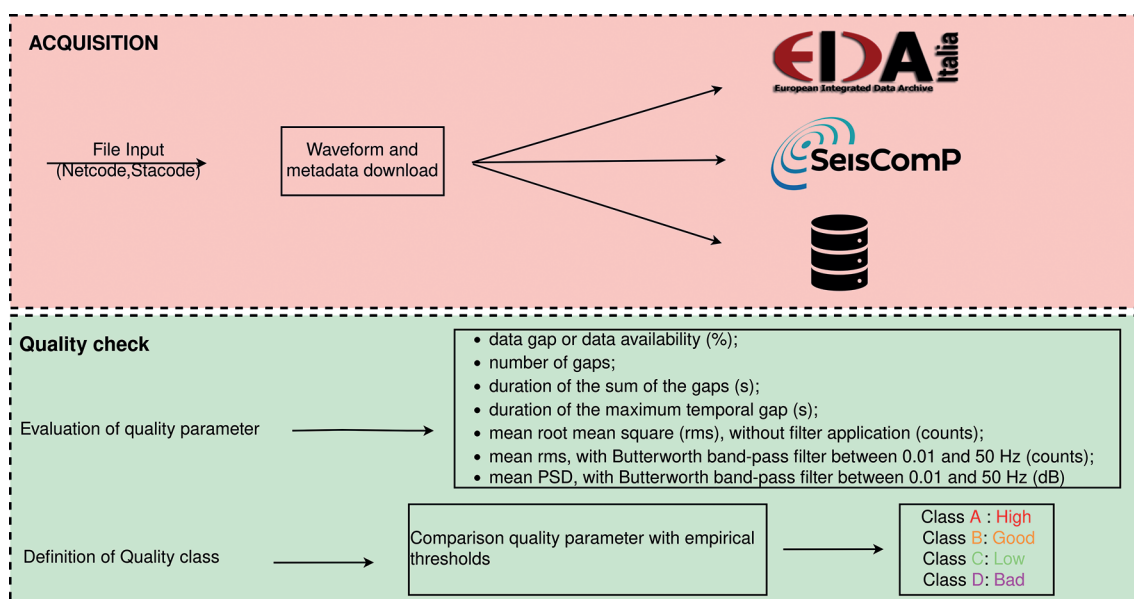 ACQUISITION
File Input
(Netcode,Stacode)
Waveform and
metadata download
EIDA
Italia
European Integrated Data Archive
SeisComP
Quality check
Evaluation of quality parameter
• data gap or data availability (%);
• number of gaps;
• duration of the sum of the gaps (s);
• duration of the maximum temporal gap (s);
• mean root mean square (rms), without filter application (counts);
• mean rms, with Butterworth band-pass filter between 0.01 and 50 Hz (counts);
• mean PSD, with Butterworth band-pass filter between 0.01 and 50 Hz (dB)
Definition of Quality class
Comparison quality parameter with empirical
thresholds
Class A : High
Class B: Good
Class C: Low
Class D: Bad